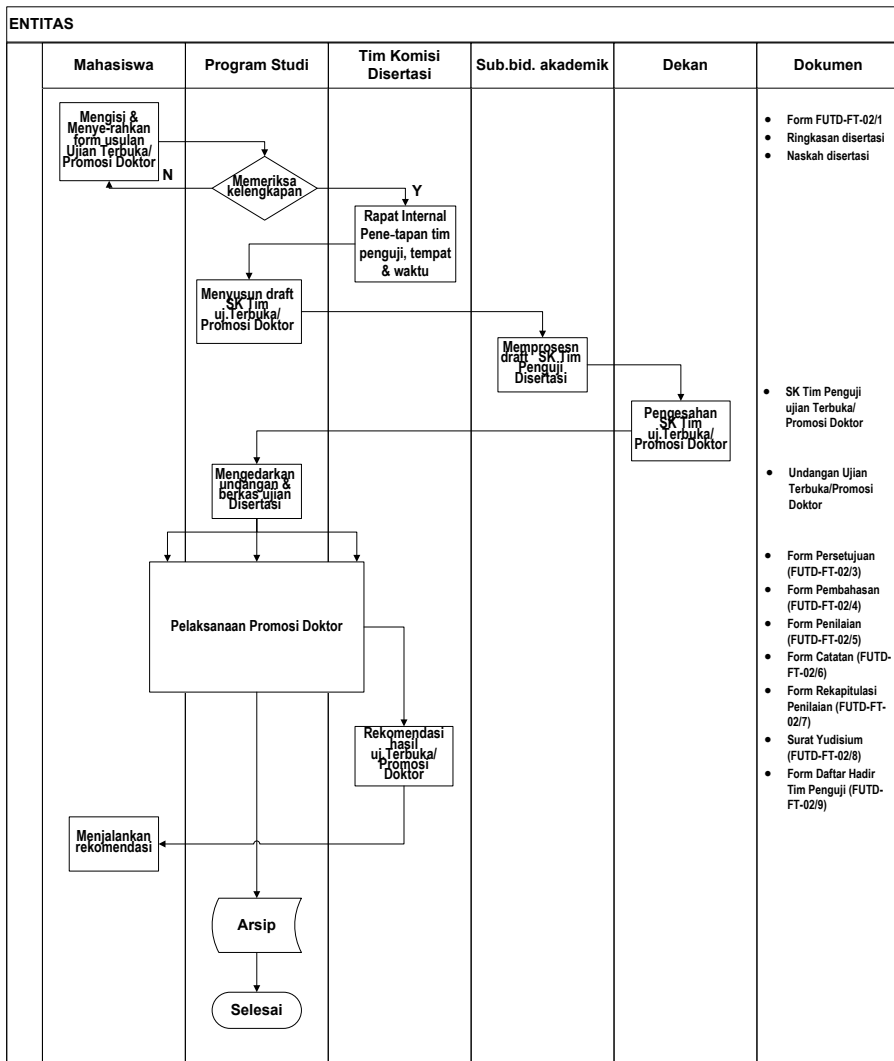 ENTITAS
Mahasiswa
Program Studi
Tim Komisi
Disertasi
Sub.bid. akademik
Dekan
Dokumen
Mengisi &
Menye-rahkan
form usulan
Ujian Terbuka/
Promosi Doktor
N
Memeriksa
kelengkapan
Y
Rapat Internal
Pene-tapan tim
penguji, tempat
& waktu
Menyusun draft
SK Tim
uj.Terbuka/
Promosi Doktor
Memprosesn
draft SK Tim
Penguji
Disertasi
Pengesahan
SK Tim
uj.Terbuka/
Promosi Doktor
Mengedarkan
undangan &
berkas ujian
Disertasi
Pelaksanaan Promosi Doktor
Rekomendasi
hasil
uj.Terbuka/
Promosi
Doktor
Menjalankan
rekomendasi
Arsip
Selesai
• Form FUTD-FT-02/1
• Ringkasan disertasi
• Naskah disertasi
• SK Tim Penguji
ujian Terbuka/
Promosi Doktor
• Undangan Ujian
Terbuka/Promosi
Doktor
• Form Persetujuan
(FUTD-FT-02/3)
• Form Pembahasan
(FUTD-FT-02/4)
• Form Penilaian
(FUTD-FT-02/5)
• Form Catatan (FUTD-
FT-02/6)
• Form Rekapitulasi
Penilaian (FUTD-FT-
02/7)
• Surat Yudisium
(FUTD-FT-02/8)
• Form Daftar Hadir
Tim Penguji (FUTD-
FT-02/9)